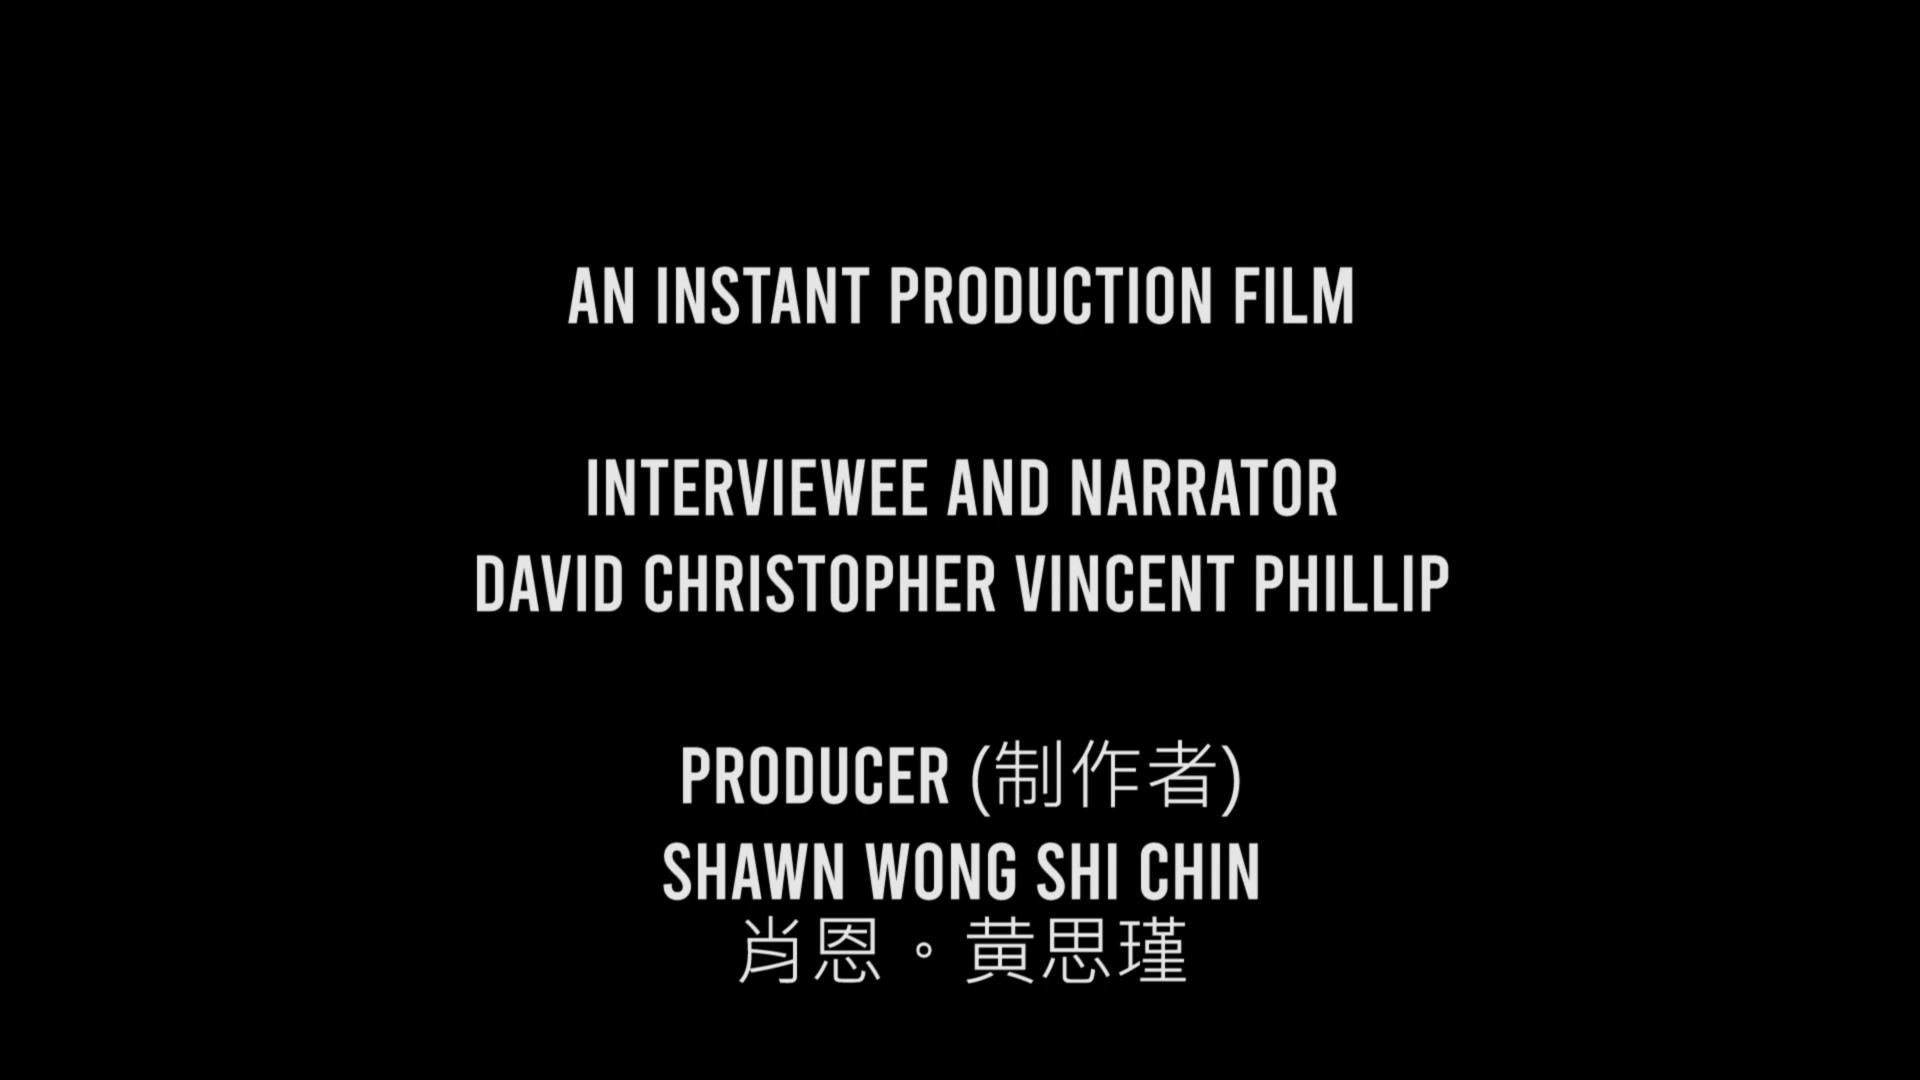 AN INSTANT PRODUCTION FILM
INTERVIEWEE AND NARRATOR
DAVID CHRISTOPHER VINCENT PHILLIP
PRODUCER (制作者)
SHAWN WONG SHI CHIN
肖恩。黄思瑾